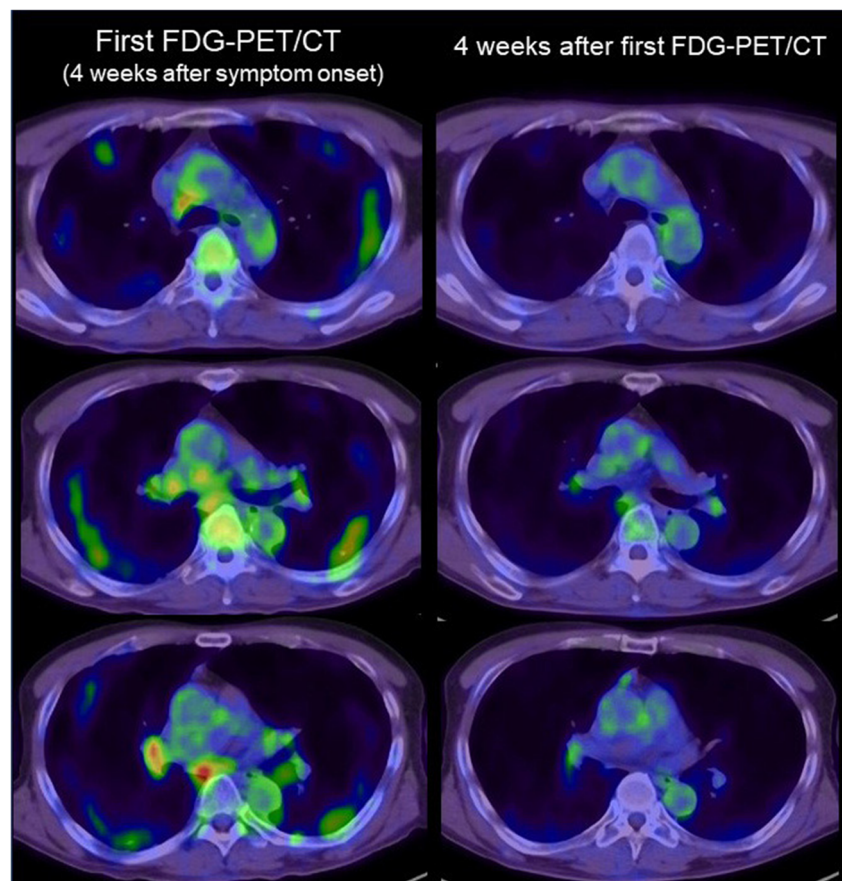 First FDG-PET/CT
(4 weeks after symptom onset)
4 weeks after first FDG-PET/CT